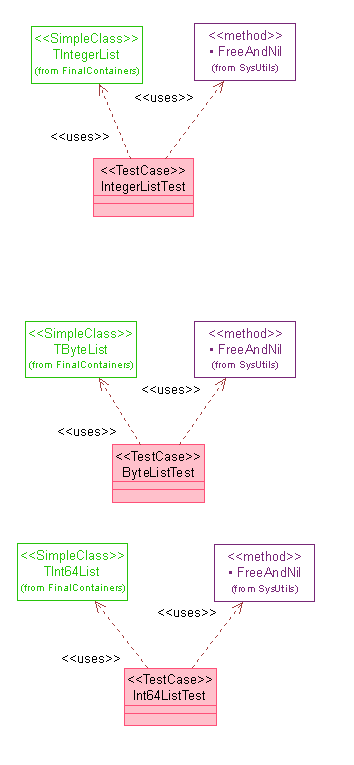 <<SimpleClass>>
TIntegerList
(from FinalContainers)
<<method>>
▪ FreeAndNil
(from SysUtils)
<<uses>>
<<uses>>
<<TestCase>>
IntegerListTest
<<SimpleClass>>
TByteList
(from FinalContainers)
<<method>>
▪ FreeAndNil
(from SysUtils)
<<uses>>
<<uses>>
<<TestCase>>
ByteListTest
<<SimpleClass>>
TInt64List
(from FinalContainers)
<<method>>
▪ FreeAndNil
(from SysUtils)
<<uses>>
<<uses>>
<<TestCase>>
Int64ListTest